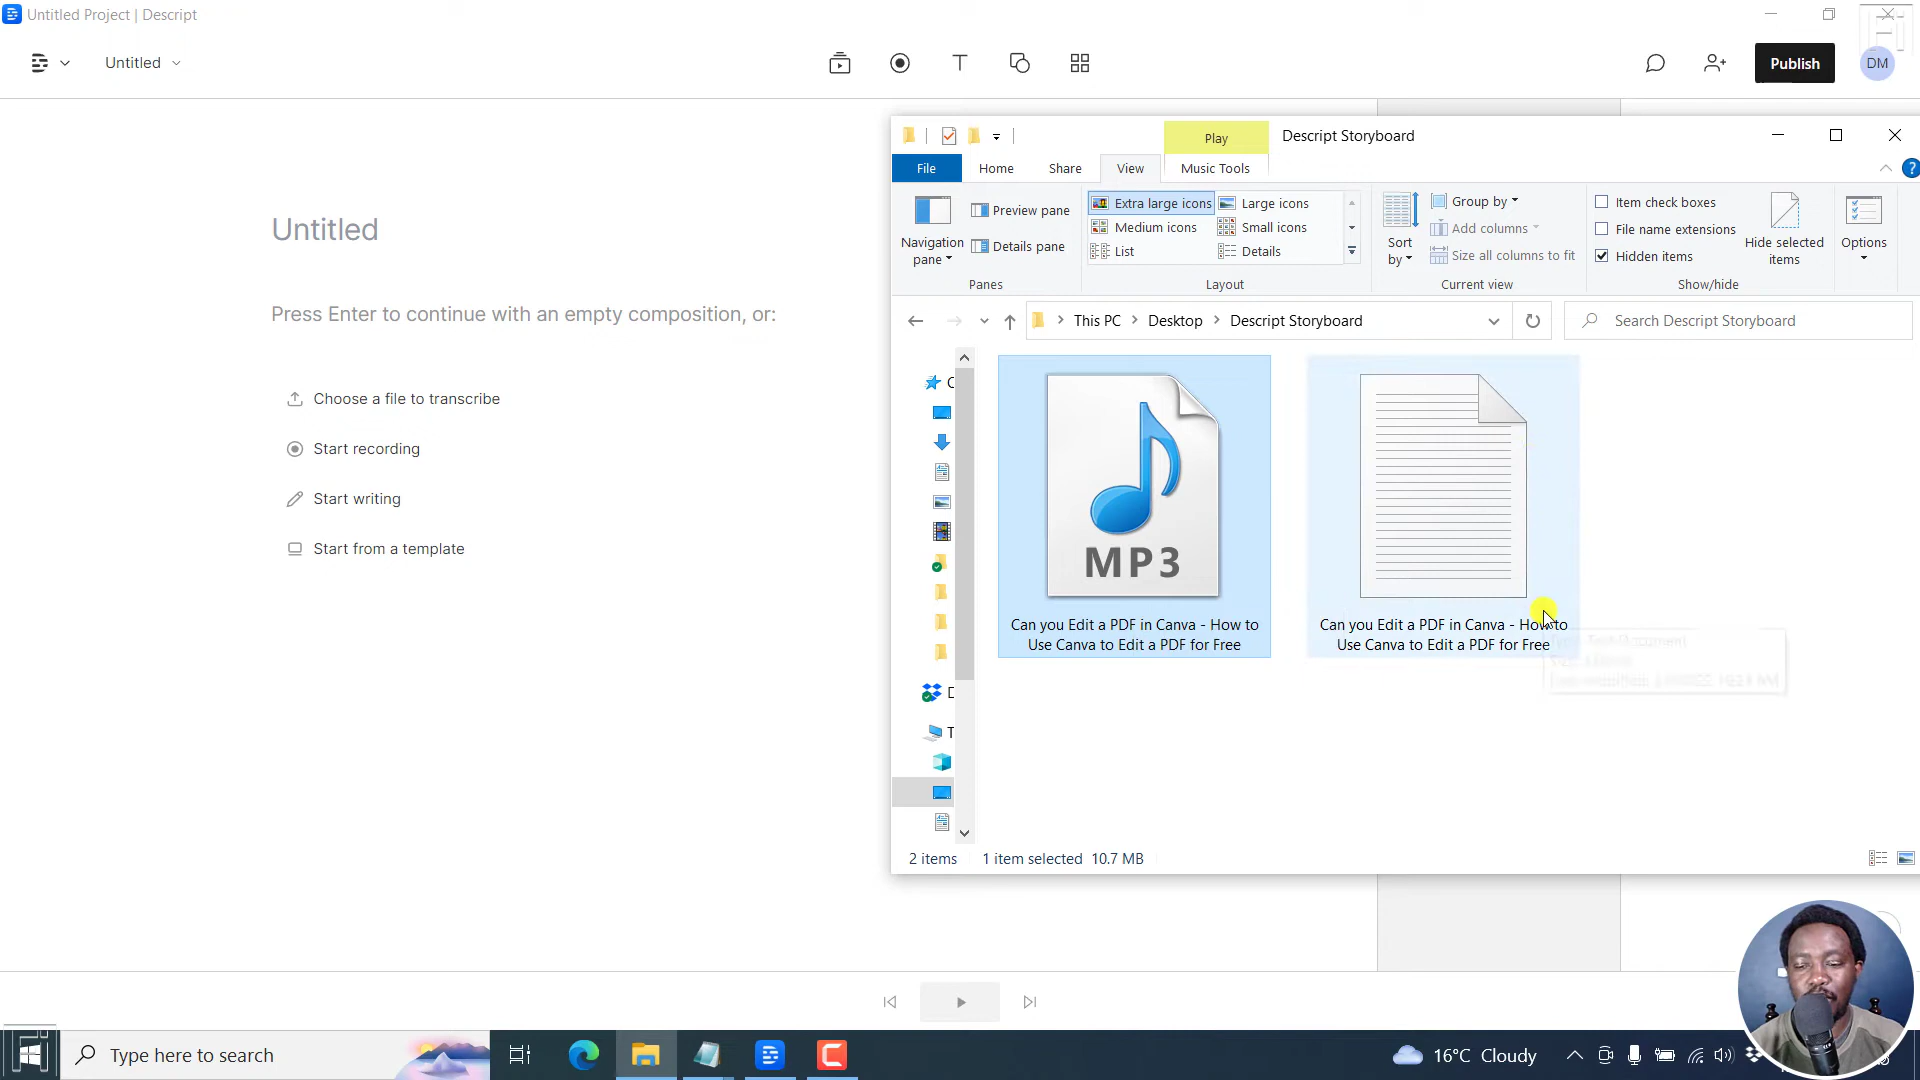 Untitled Project | Descript
Untitled
Publish
DM
Untitled
Press Enter to continue with an empty composition, or:
Choose a file to transcribe
Start recording
Start writing
Start from a template
Play
Descript Storyboard
File
Home
Share
View
Music Tools
Navigation
pane
Preview pane
Details pane
Panes
Extra large icons
Large icons
Medium icons
Small icons
List
Details
Layout
Sort
by
Group by
Add columns
Size all columns to fit
Current view
Item check boxes
File name extensions
Hidden items
Hide selected
items
Show/hide
Options
This PC
Desktop
Descript Storyboard
Search Descript Storyboard
MP3
Can you Edit a PDF in Canva - How to
Use Canva to Edit a PDF for Free
Can you Edit a PDF in Canva - How to
Use Canva to Edit a PDF for Free
2 items
1 item selected 10.7 MB
Type here to search
16°C Cloudy